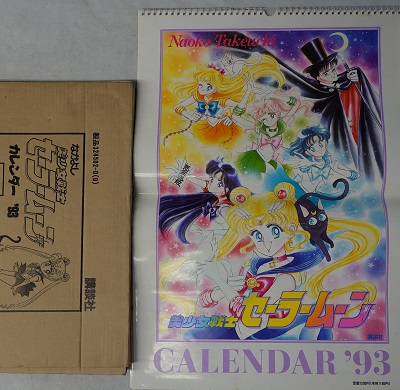 Naoko Takeuchi
美少女戦士
セーラームーン
講談社
CALENDAR '93
なかよし
美少女戦士
セーラームーン
カレンダー '93
講談社